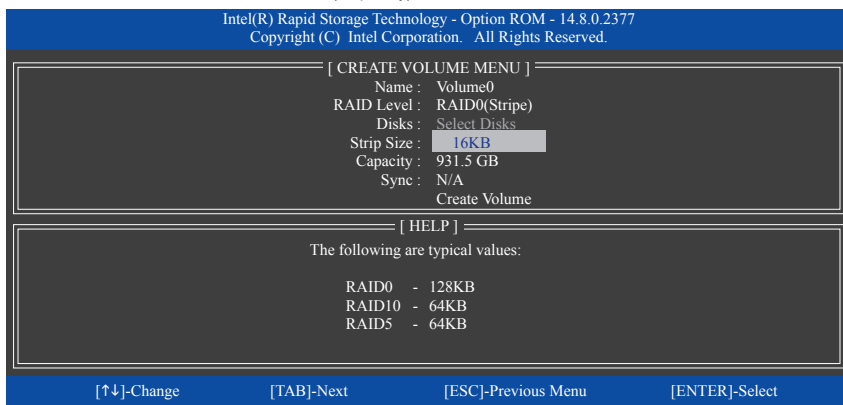 Intel(R) Rapid Storage Technology - Option ROM - 14.8.0.2377
Copyright (C) Intel Corporation. All Rights Reserved.
[ CREATE VOLUME MENU ]
Name : Volume0
RAID Level : RAID0(Stripe)
Disks : Select Disks
Strip Size : 16KB
Capacity : 931.5 GB
Sync : N/A
Create Volume
[ HELP ]
The following are typical values:
RAID0 - 128KB
RAID10 - 64KB
RAID5 - 64KB
[↑↓]-Change [TAB]-Next [ESC]-Previous Menu [ENTER]-Select